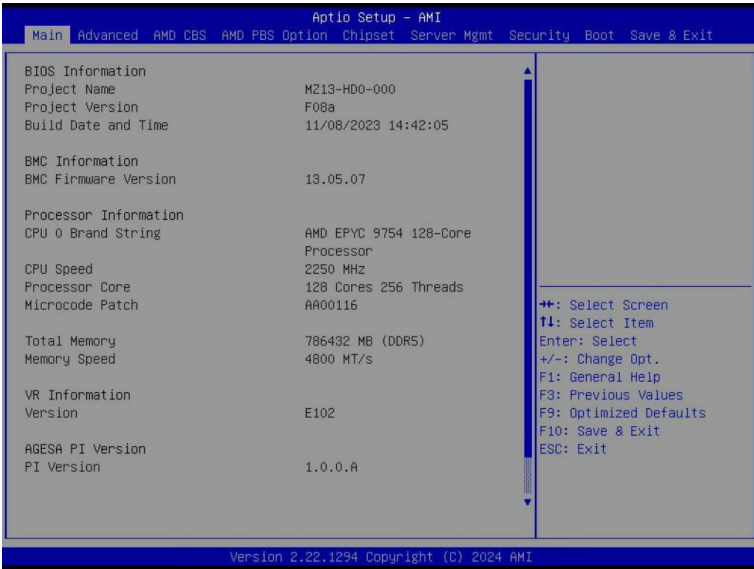 Aptio Setup – AMI
Main Advanced AMD CBS AMD PBS Option Chipset Server Mgmt Security Boot Save & Exit
BIOS Information
Project Name MZ13-HD0-000
Project Version F08a
Build Date and Time 11/08/2023 14:42:05
BMC Information
BMC Firmware Version 13.05.07
Processor Information
CPU 0 Brand String AMD EPYC 9754 128-Core
Processor
CPU Speed 2250 MHz
Processor Core 128 Cores 256 Threads
Microcode Patch AA00116
Total Memory 786432 MB (DDR5)
Memory Speed 4800 MT/s
VR Information
Version E102
AGESA PI Version
PI Version 1.0.0.A
→←: Select Screen
↑↓: Select Item
Enter: Select
+/-: Change Opt.
F1: General Help
F3: Previous Values
F9: Optimized Defaults
F10: Save & Exit
ESC: Exit
Version 2.22.1294 Copyright (C) 2024 AMI